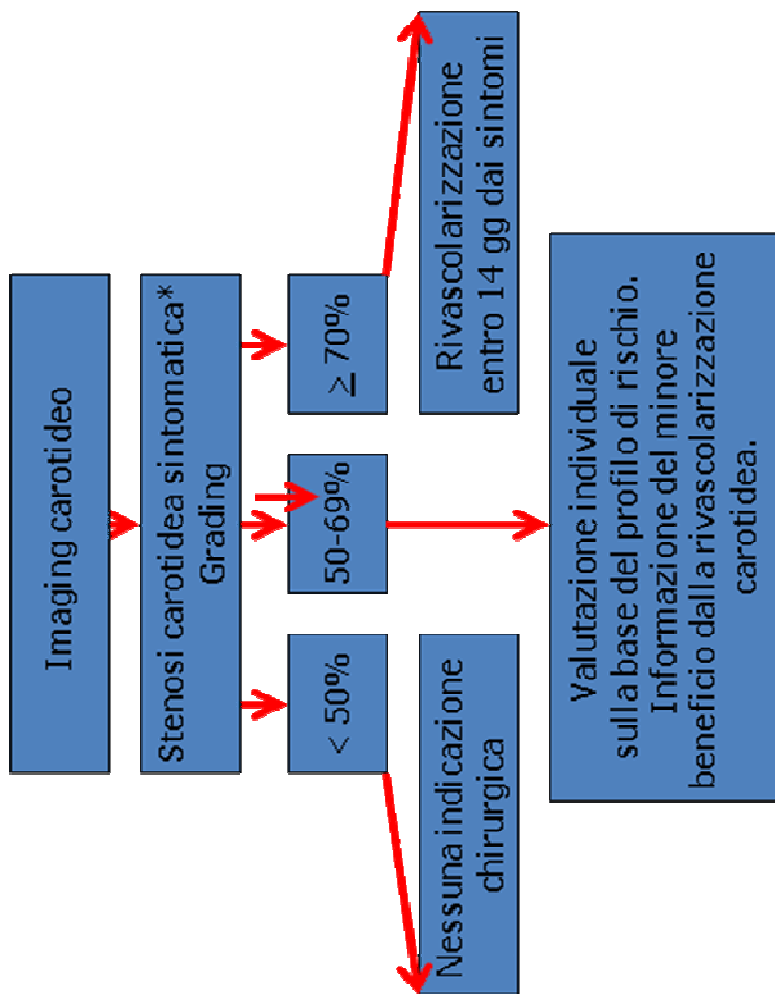 Imaging carotideo
Stenosi carotidea sintomatica*
Grading
< 50%
50-69%
≥ 70%
Nessuna indicazione
chirurgica
Rivascolarizzazione
entro 14 gg dai sintomi
Valutazione individuale
sulla base del profilo di rischio.
Informazione del minore
beneficio dalla rivascolarizzazione
carotidea.